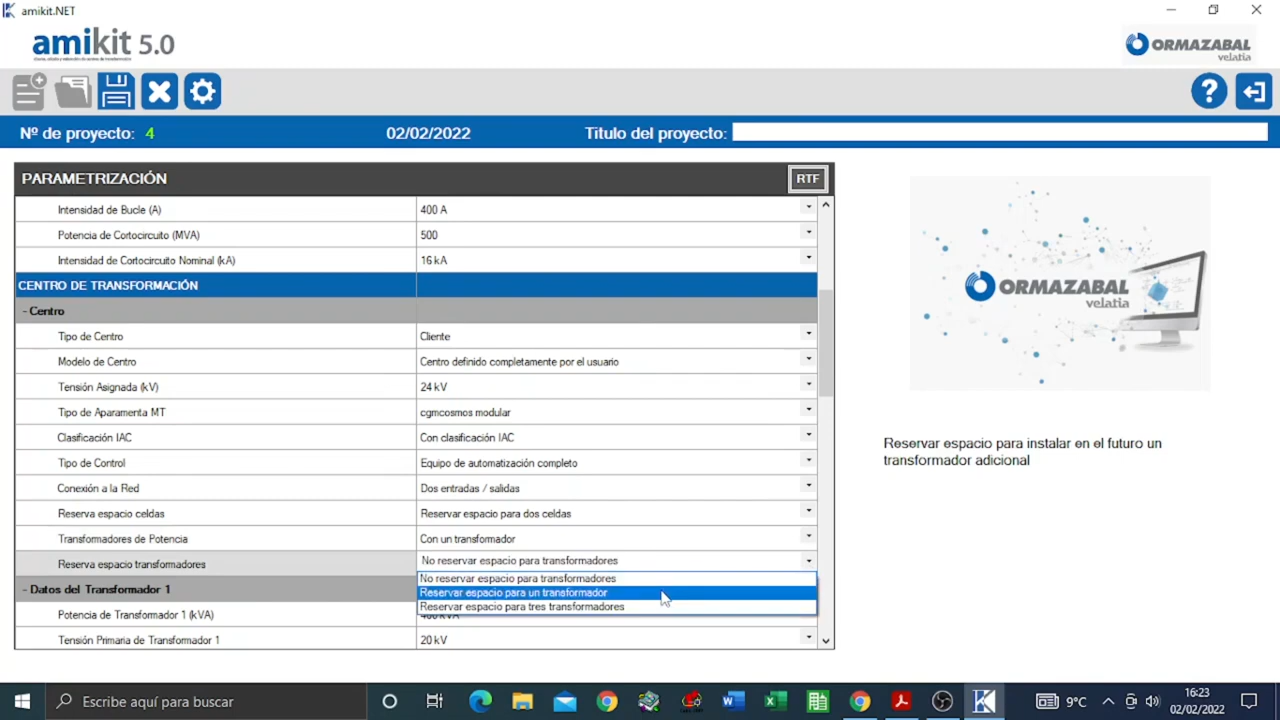 amikit.NET
amikit 5.0
ORMAZABAL
velatia
Nº de proyecto: 4 02/02/2022 Titulo del proyecto:
PARAMETRIZACIÓN RTF
Intensidad de Bucle (A) 400 A
Potencia de Cortocircuito (MVA) 500
Intensidad de Cortocircuito Nominal (kA) 16 kA
CENTRO DE TRANSFORMACIÓN
- Centro
Tipo de Centro Cliente
Modelo de Centro Centro definido completamente por el usuario
Tensión Asignada (kV) 24 kV
Tipo de Aparamenta MT cgmcosmos modular
Clasificación IAC Con clasificación IAC
Tipo de Control Equipo de automatización completo
Conexión a la Red Dos entradas / salidas
Reserva espacio celdas Reservar espacio para dos celdas
Transformadores de Potencia Con un transformador
Reserva espacio transformadores No reservar espacio para transformadores
No reservar espacio para transformadores
Reservar espacio para un transformador
Reservar espacio para tres transformadores
- Datos del Transformador 1
Potencia de Transformador 1 (kVA)
Tensión Primaria de Transformador 1 20 kV
ORMAZABAL
velatia
Reservar espacio para instalar en el futuro un
transformador adicional
Escribe aquí para buscar
9°C
16:23
02/02/2022